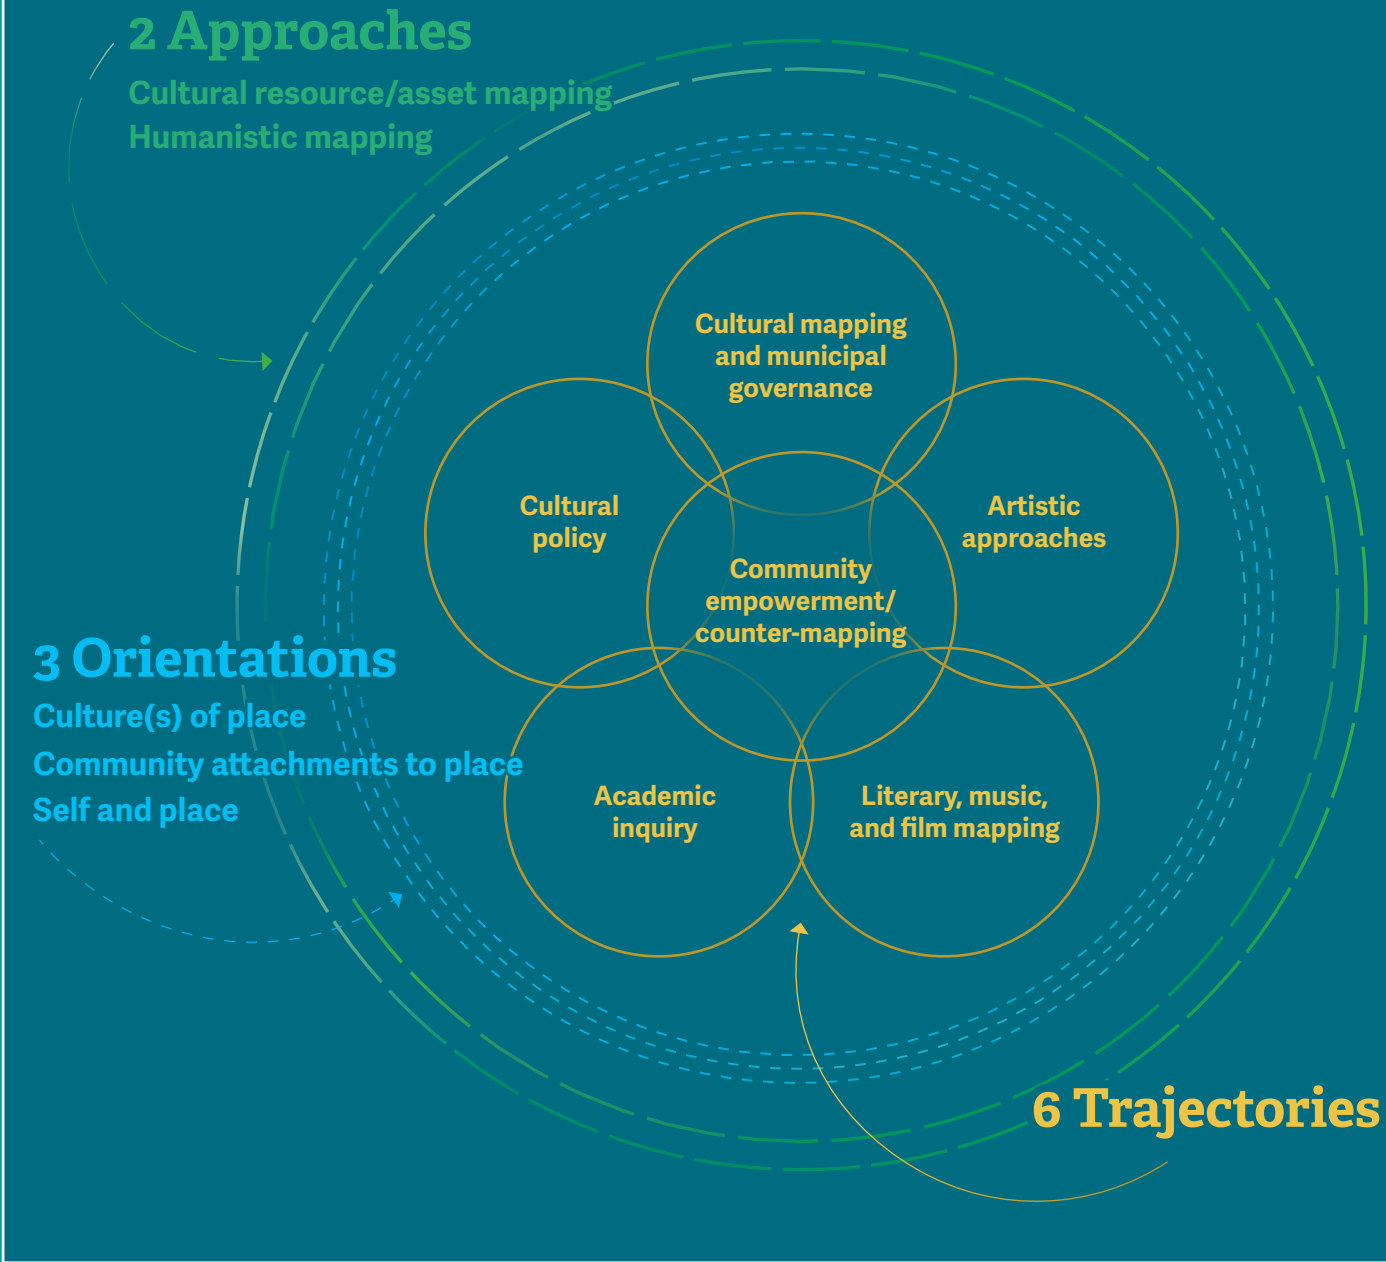 2 Approaches
Cultural resource/asset mapping
Humanistic mapping
Cultural mapping
and municipal
governance
Cultural
policy
Artistic
approaches
Community
empowerment/
counter-mapping
3 Orientations
Culture(s) of place
Community attachments to place
Self and place
Academic
inquiry
Literary, music,
and film mapping
6 Trajectories